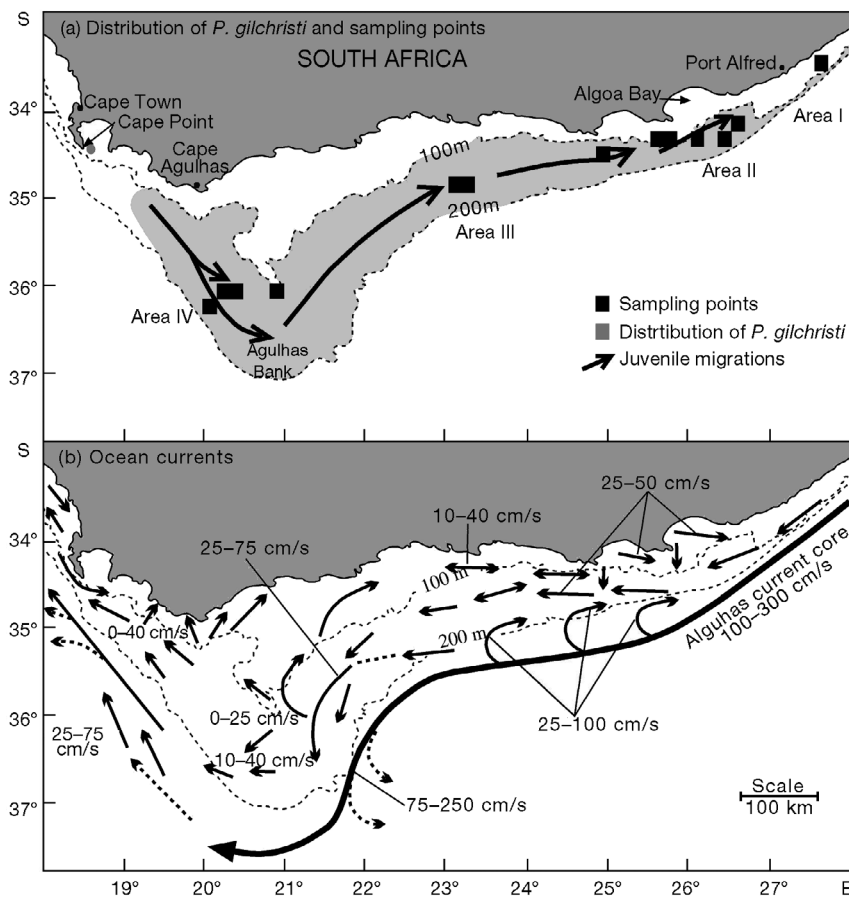 S
(a) Distribution of P. gilchristi and sampling points
SOUTH AFRICA
Port Alfred
Algoa Bay
Area I
34°
Cape Town
Cape Point
Cape
Agulhas
100m
Area II
35°
200m
Area III
36°
Area IV
Agulhas
Bank
37°
Sampling points
Distrtibution of P. gilchristi
Juvenile migrations
S
(b) Ocean currents
25–50 cm/s
10–40 cm/s
25–75 cm/s
34°
100 m
Alguhas current core
100–300 cm/s
0–40 cm/s
35°
200 m
36°
0–25 cm/s
25–100 cm/s
25–75
cm/s
10–40 cm/s
37°
75–250 cm/s
Scale
100 km
19° 20° 21° 22° 23° 24° 25° 26° 27° E